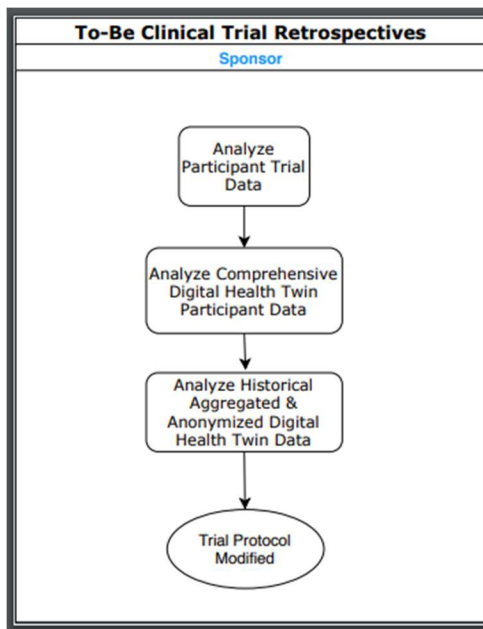 To-Be Clinical Trial Retrospectives
Sponsor
Analyze
Participant Trial
Data
Analyze Comprehensive
Digital Health Twin
Participant Data
Analyze Historical
Aggregated &
Anonymized Digital
Health Twin Data
Trial Protocol
Modified